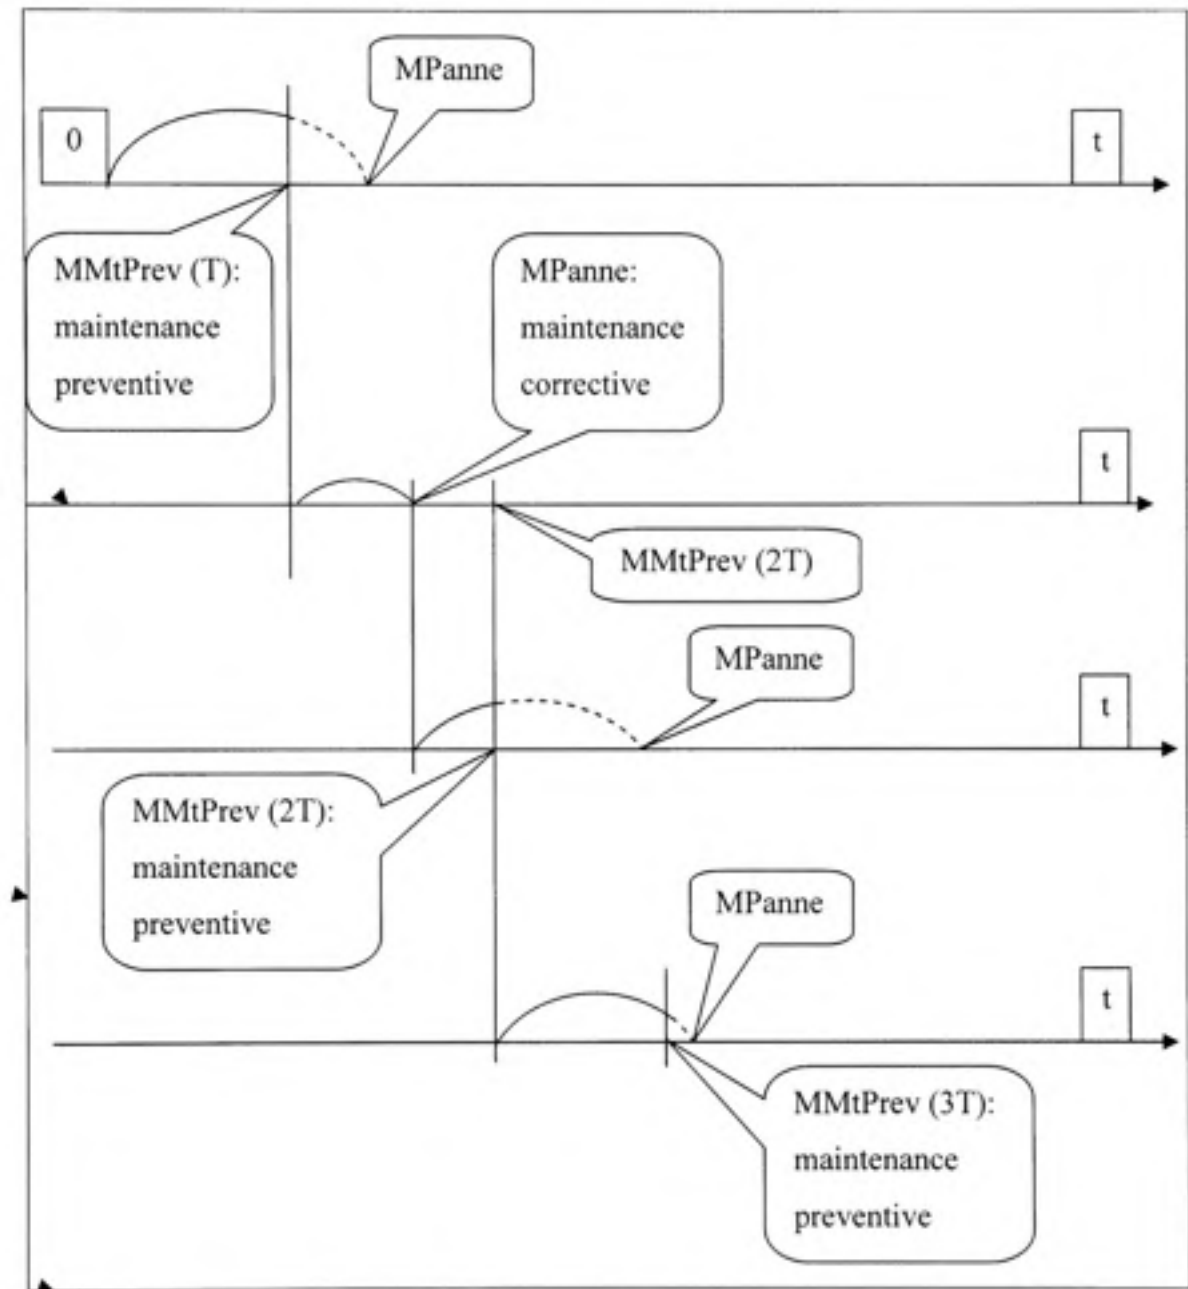 MPanne
0
t
MMtPrev (T):
maintenance
preventive
MPanne:
maintenance
corrective
t
MMtPrev (2T)
MPanne
t
MMtPrev (2T):
maintenance
preventive
MPanne
t
MMtPrev (3T):
maintenance
preventive